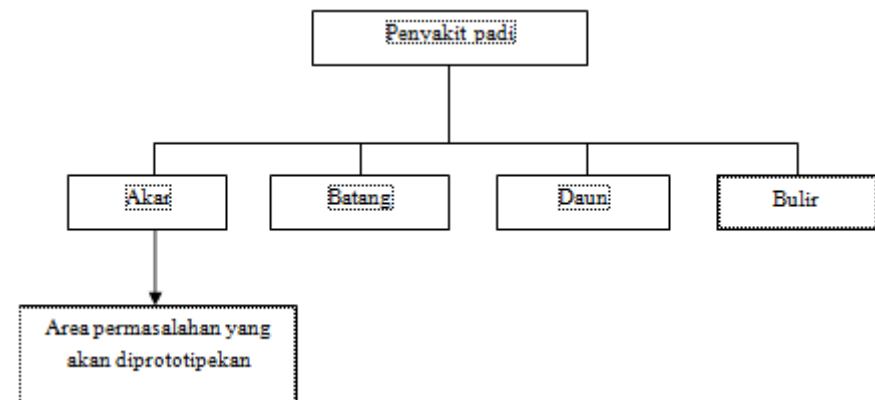 Penyakit padi
Akar
Batang
Daun
Bulir
Area permasalahan yang
akan diprototipekan